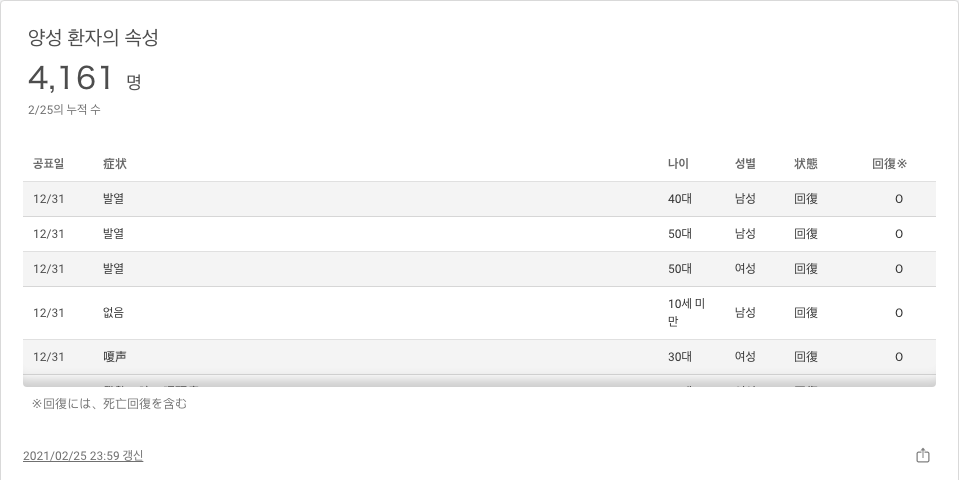 양성 환자의 속성
4,161 명
2/25의 누적 수
공표일 症状 나이 성별 状態 回復※
12/31 발열 40대 남성 回復 O
12/31 발열 50대 남성 回復 O
12/31 발열 50대 여성 回復 O
12/31 없음 10세 미만 남성 回復 O
12/31 嗄声 30대 여성 回復 O
※回復には、死亡回復を含む
2021/02/25 23:59 갱신